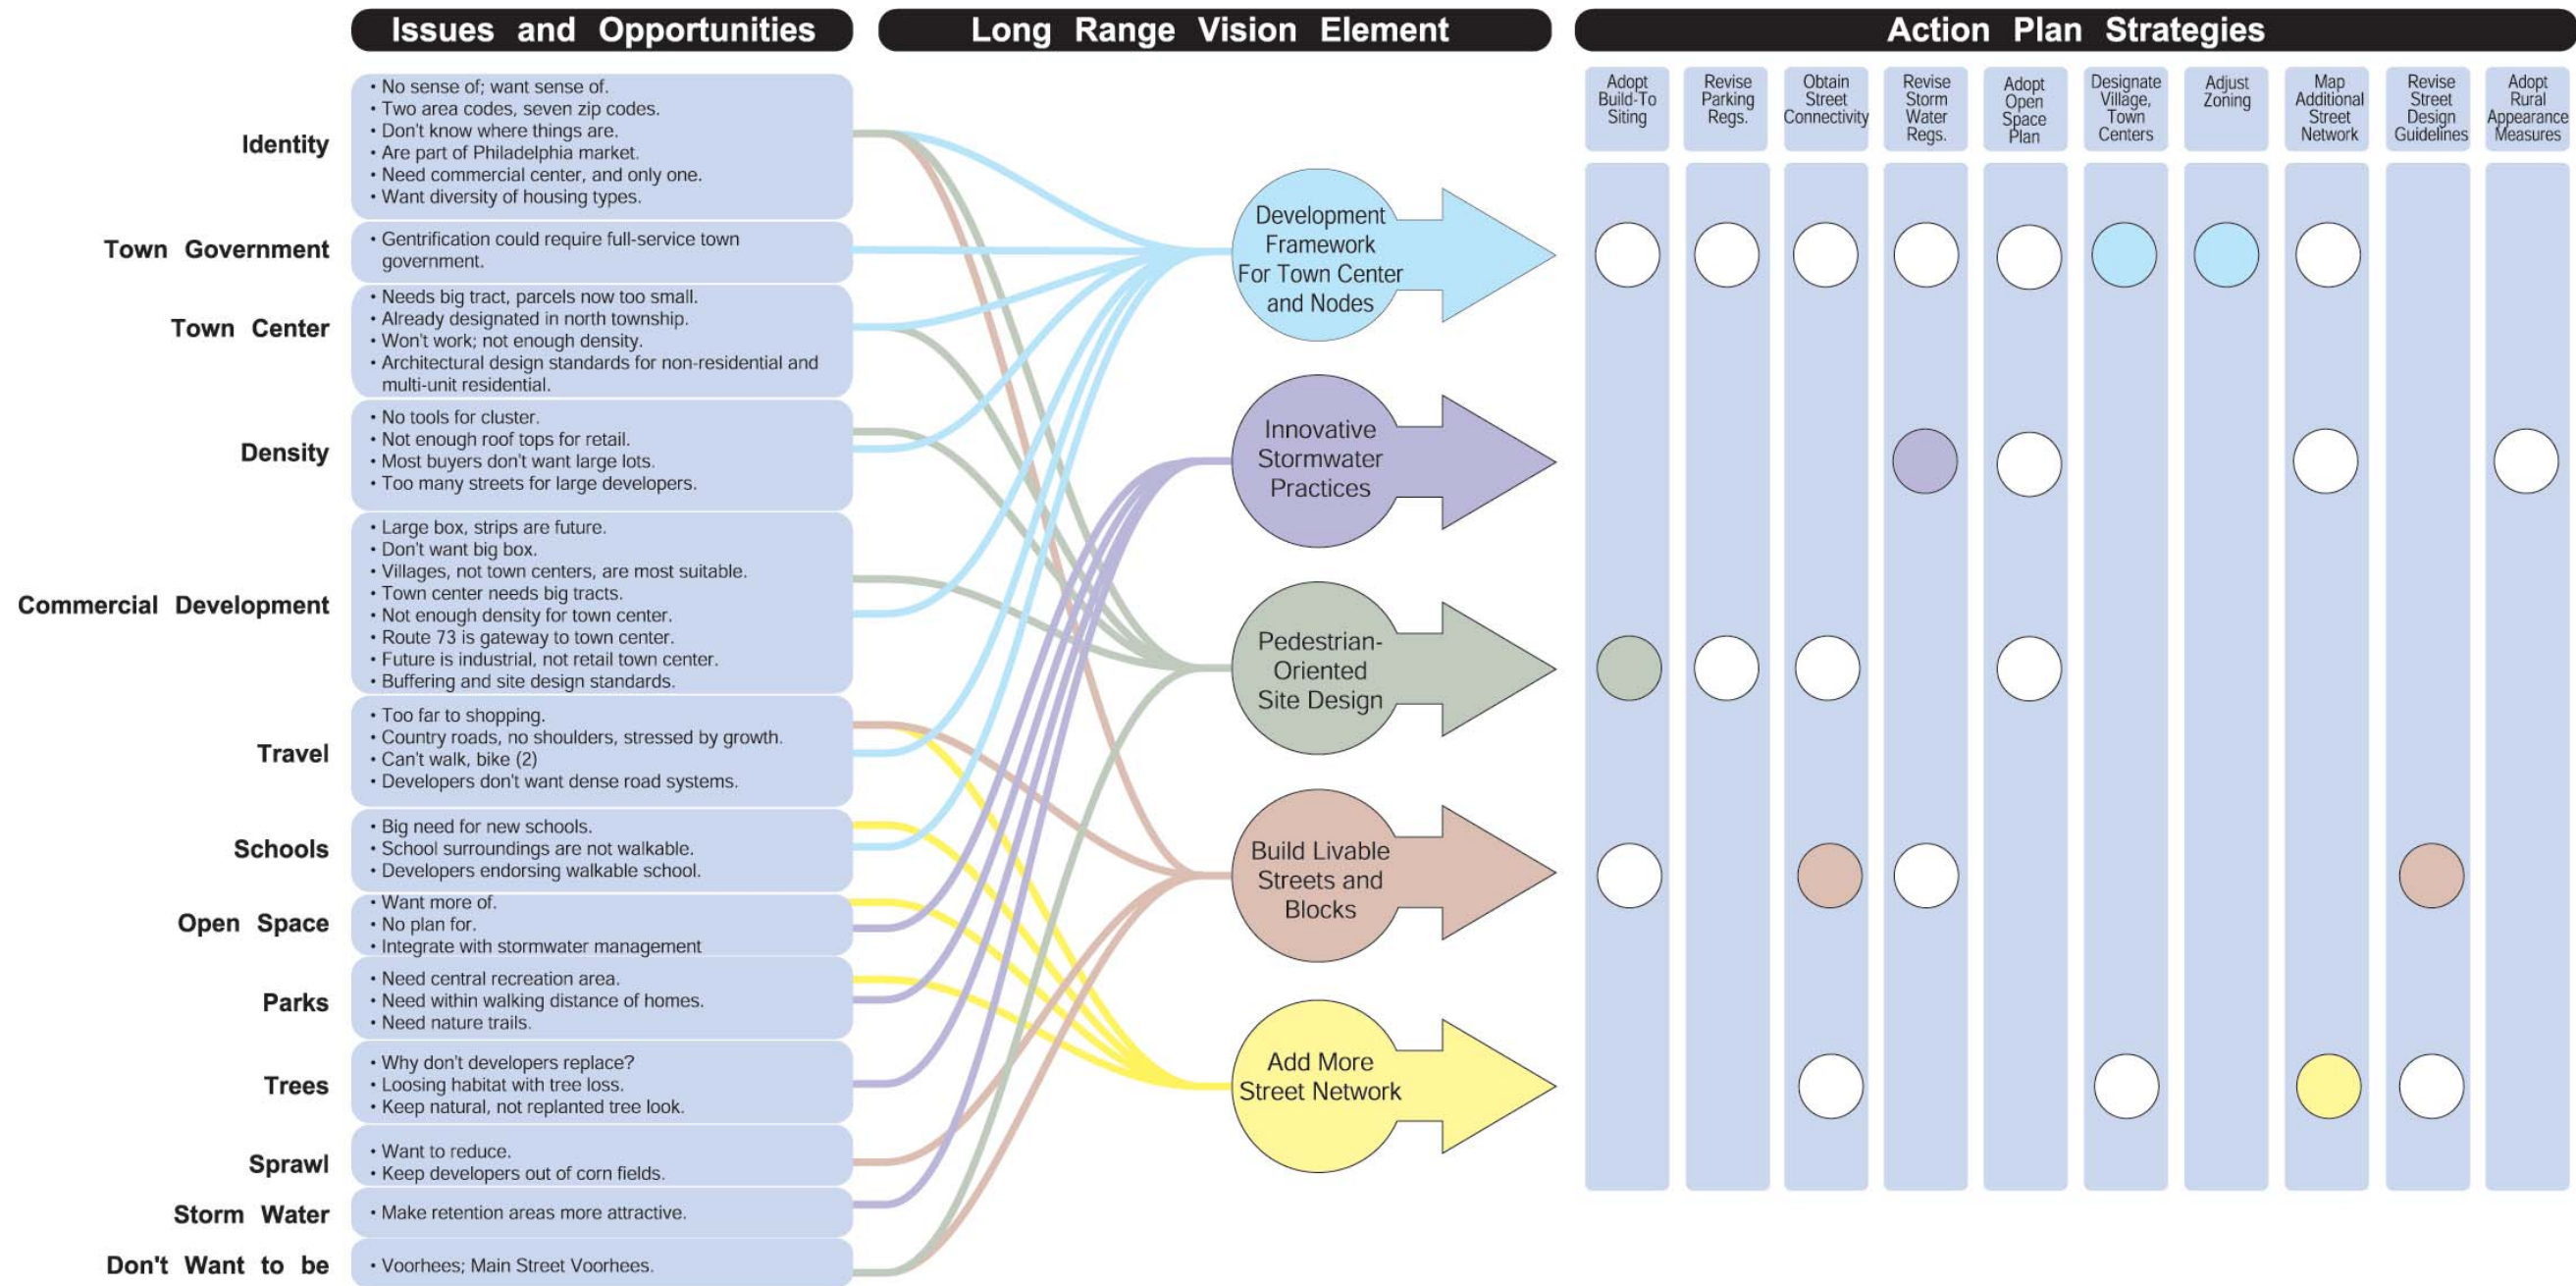 Issues and Opportunities
Long Range Vision Element
Action Plan Strategies
Identity
• No sense of; want sense of.
• Two area codes, seven zip codes.
• Don't know where things are.
• Are part of Philadelphia market.
• Need commercial center, and only one.
• Want diversity of housing types.
Town Government
• Gentrification could require full-service town
government.
Town Center
• Needs big tract, parcels now too small.
• Already designated in north township.
• Won't work; not enough density.
• Architectural design standards for non-residential and
multi-unit residential.
Density
• No tools for cluster.
• Not enough roof tops for retail.
• Most buyers don't want large lots.
• Too many streets for large developers.
Commercial Development
• Large box, strips are future.
• Don't want big box.
• Villages, not town centers, are most suitable.
• Town center needs big tracts.
• Not enough density for town center.
• Route 73 is gateway to town center.
• Future is industrial, not retail town center.
• Buffering and site design standards.
Travel
• Too far to shopping.
• Country roads, no shoulders, stressed by growth.
• Can't walk, bike (2)
• Developers don't want dense road systems.
Schools
• Big need for new schools.
• School surroundings are not walkable.
• Developers endorsing walkable school.
Open Space
• Want more of.
• No plan for.
• Integrate with stormwater management
Parks
• Need central recreation area.
• Need within walking distance of homes.
• Need nature trails.
Trees
• Why don't developers replace?
• Loosing habitat with tree loss.
• Keep natural, not replanted tree look.
Sprawl
• Want to reduce.
• Keep developers out of corn fields.
Storm Water
• Make retention areas more attractive.
Don't Want to be
• Voorhees; Main Street Voorhees.
Development
Framework
For Town Center
and Nodes
Innovative
Stormwater
Practices
Pedestrian-
Oriented
Site Design
Build Livable
Streets and
Blocks
Add More
Street Network
Adopt
Build-To
Siting
Revise
Parking
Regs.
Obtain
Street
Connectivity
Revise
Storm
Water
Regs.
Adopt
Open
Space
Plan
Designate
Village,
Town
Centers
Adjust
Zoning
Map
Additional
Street
Network
Revise
Street
Design
Guidelines
Adopt
Rural
Appearance
Measures